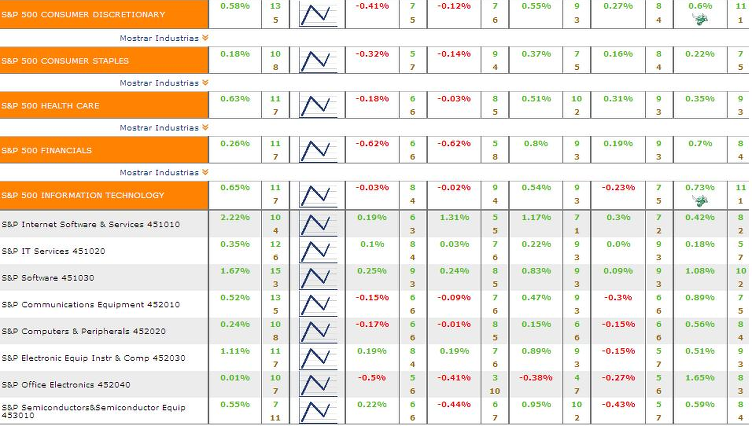 S&P 500 CONSUMER DISCRETIONARY 0.58% 13 5 -0.41% 7 5 -0.12% 7 6 0.55% 9 3 0.27% 8 4 0.6% 11 1
Mostrar Industrias
S&P 500 CONSUMER STAPLES 0.18% 10 8 -0.32% 5 7 -0.14% 9 4 0.37% 7 5 0.16% 8 4 0.22% 7 5
Mostrar Industrias
S&P 500 HEALTH CARE 0.63% 11 7 -0.18% 6 6 -0.03% 8 5 0.51% 10 2 0.31% 9 3 0.35% 9 3
Mostrar Industrias
S&P 500 FINANCIALS 0.26% 11 7 -0.62% 6 6 -0.62% 5 8 0.8% 9 3 0.19% 9 3 0.7% 8 4
Mostrar Industrias
S&P 500 INFORMATION TECHNOLOGY 0.65% 11 7 -0.03% 8 4 -0.02% 9 4 0.54% 9 3 -0.23% 7 5 0.73% 11 1
S&P Internet Software & Services 451010 2.22% 10 4 0.19% 6 3 1.31% 5 5 1.17% 7 1 0.3% 7 2 0.42% 8 2
S&P IT Services 451020 0.35% 12 6 0.1% 8 4 0.03% 7 6 0.22% 9 3 0.0% 9 3 0.18% 5 7
S&P Software 451030 1.67% 15 3 0.25% 9 3 0.24% 8 5 0.83% 9 3 0.09% 9 3 1.08% 10 2
S&P Communications Equipment 452010 0.52% 13 5 -0.15% 6 6 -0.09% 7 6 0.47% 9 3 -0.3% 6 6 0.89% 7 5
S&P Computers & Peripherals 452020 0.24% 10 8 -0.17% 6 6 -0.01% 8 5 0.15% 6 6 -0.15% 6 6 0.56% 8 4
S&P Electronic Equip Instr & Comp 452030 1.11% 11 7 0.19% 8 4 0.19% 7 6 0.89% 9 3 -0.15% 5 7 0.51% 9 3
S&P Office Electronics 452040 0.01% 10 7 -0.5% 5 6 -0.41% 3 10 -0.38% 4 7 -0.27% 5 6 1.65% 8 3
S&P Semiconductors&Semiconductor Equip 453010 0.55% 7 11 0.22% 6 6 -0.44% 6 7 0.95% 10 2 -0.43% 5 7 0.59% 8 4